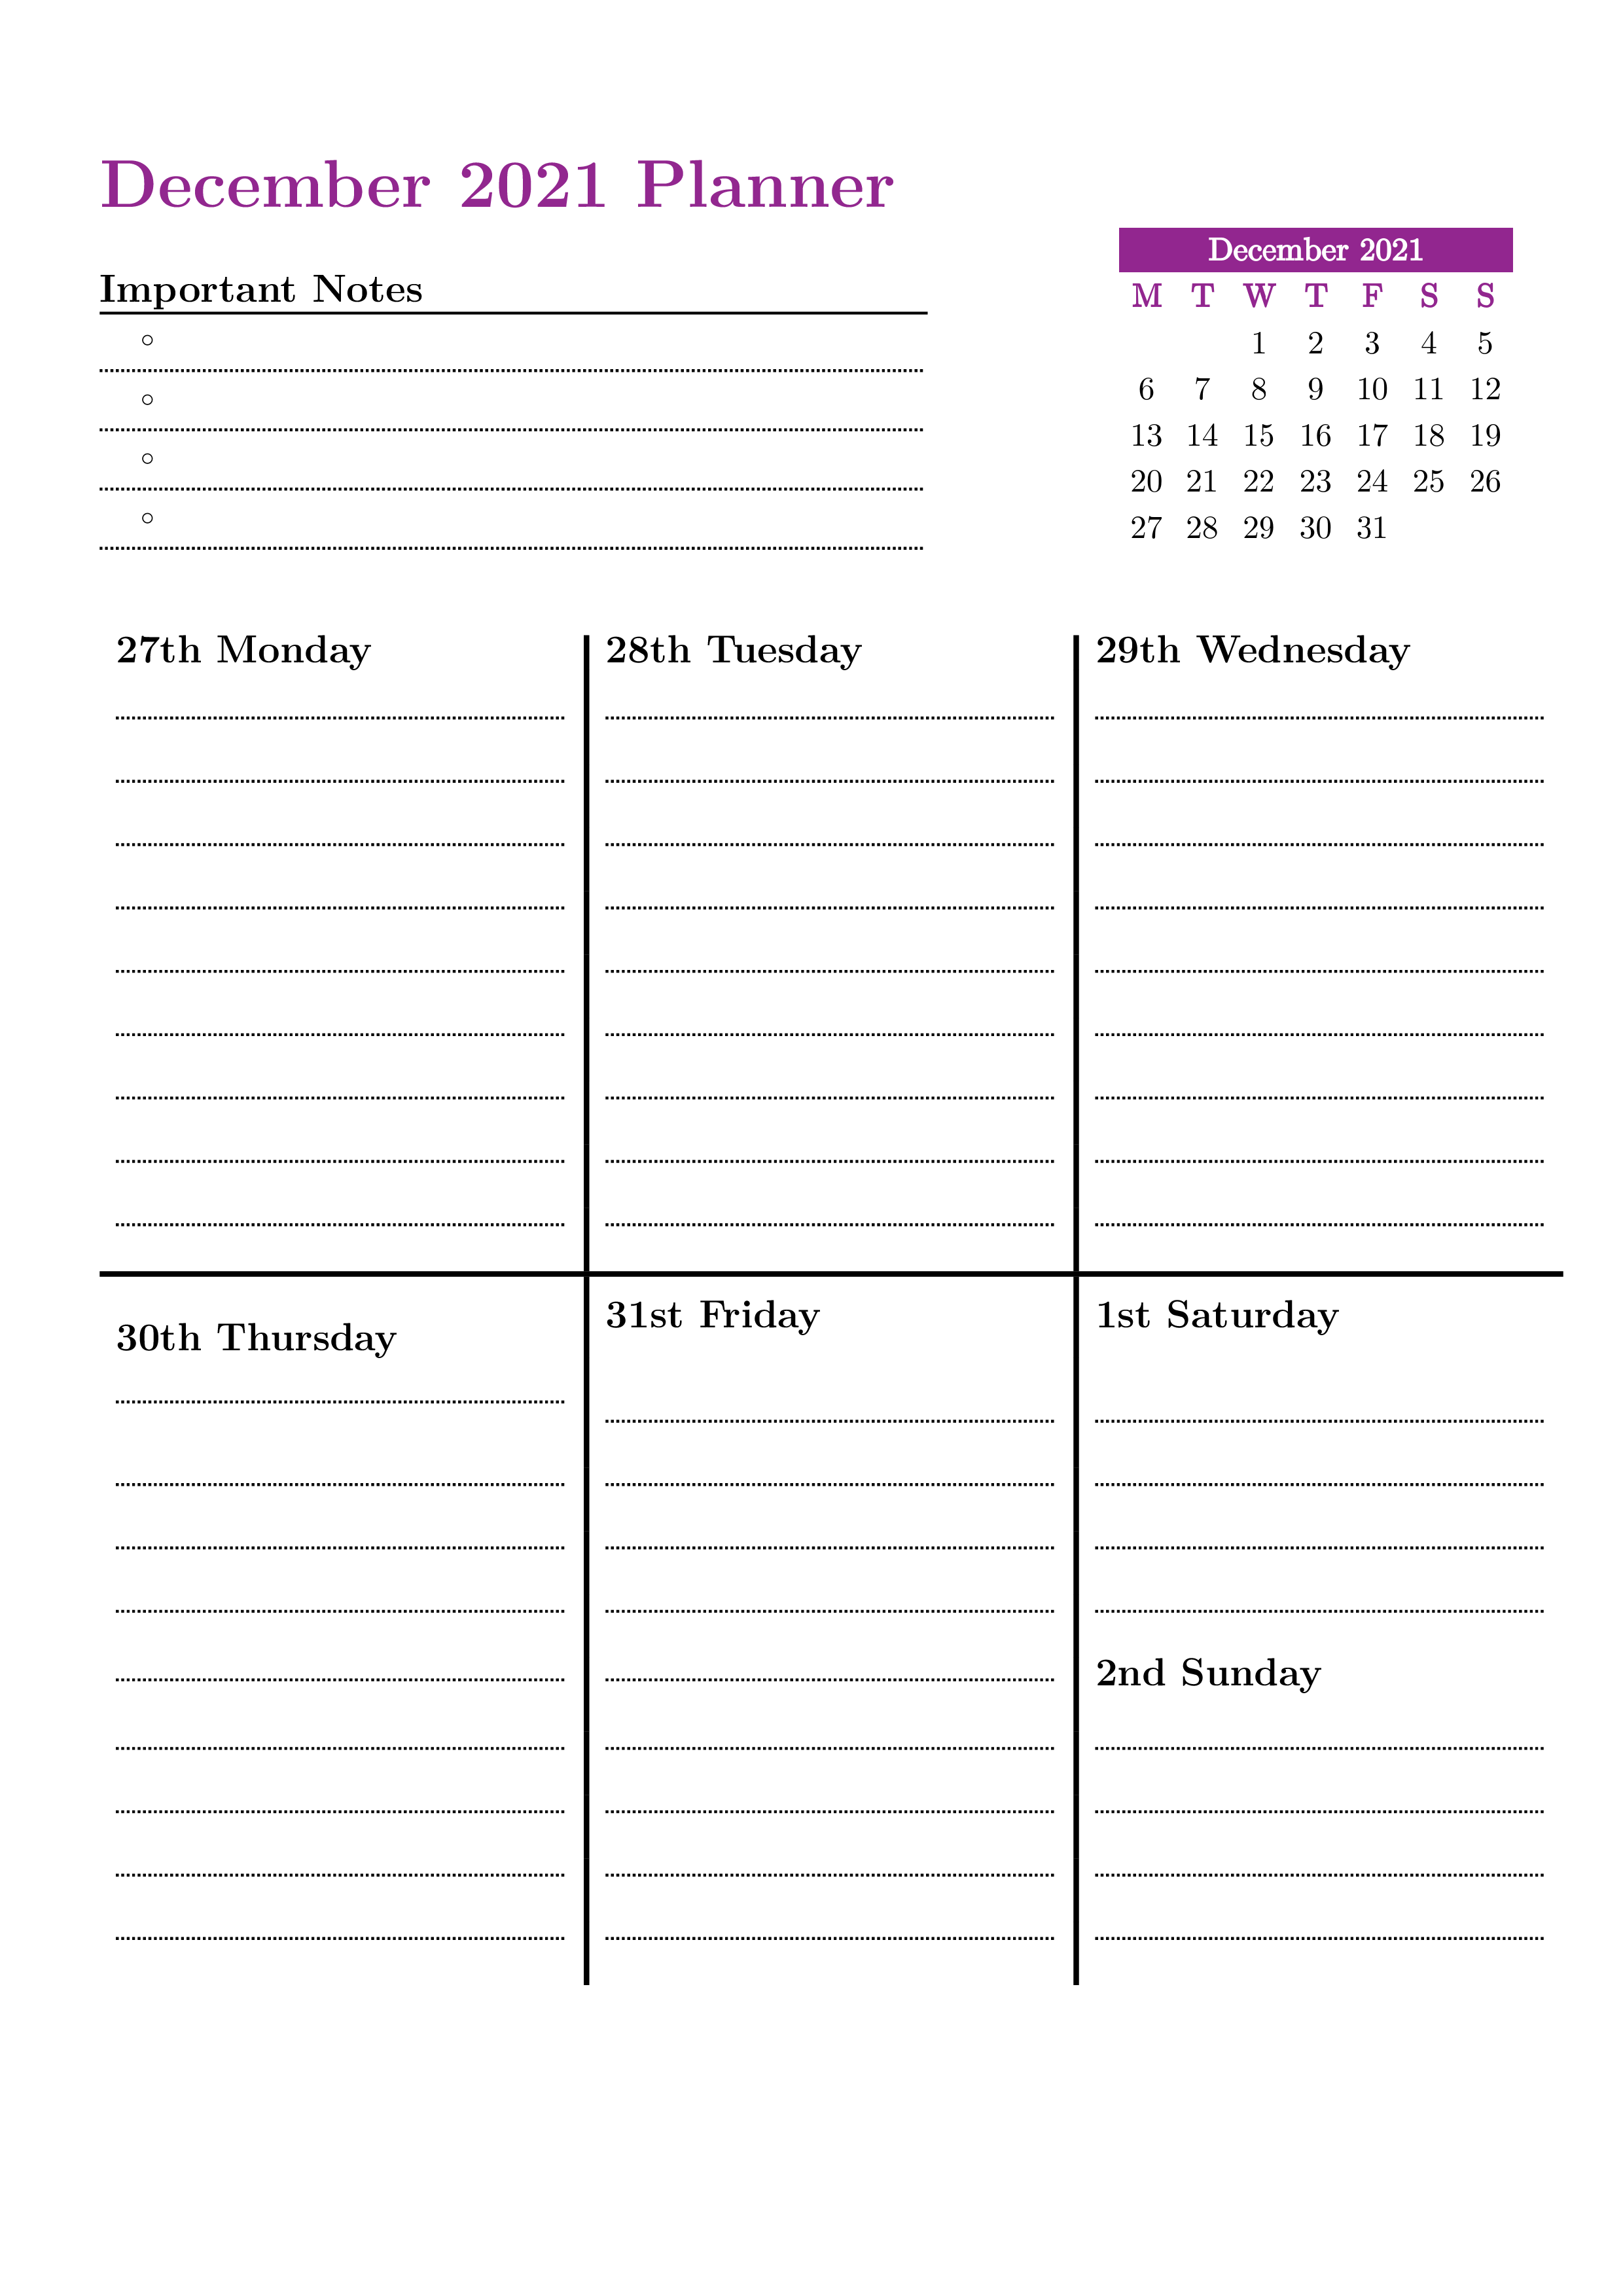 December 2021 Planner
Important Notes
December 2021
M T W T F S S
1 2 3 4 5
6 7 8 9 10 11 12
13 14 15 16 17 18 19
20 21 22 23 24 25 26
27 28 29 30 31
27th Monday
28th Tuesday
29th Wednesday
30th Thursday
31st Friday
1st Saturday
2nd Sunday